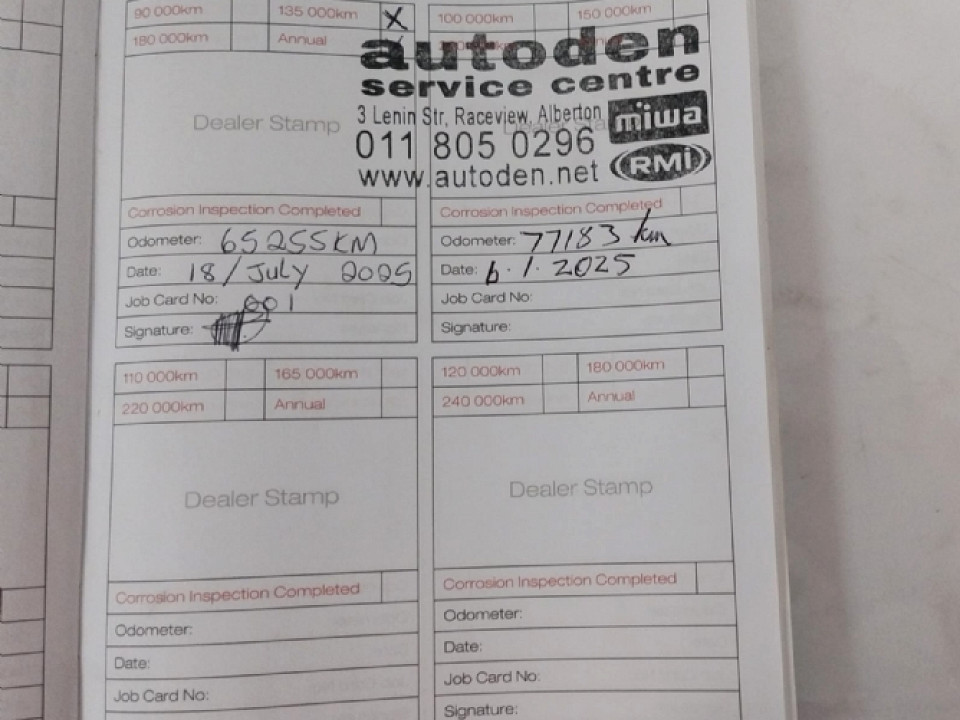 90 000km 135 000km X
180 000km Annual
Dealer Stamp
Corrosion Inspection Completed
Odometer: 65255KM
Date: 18/July 2025
Job Card No: 001
Signature:
100 000km 150 000km
autoden
service centre
3 Lenin Str, Raceview, Alberton
011 805 0296
www.autoden.net
miwa
RMi
Corrosion Inspection Completed
Odometer: 77183 km
Date: 6.1.2025
Job Card No:
Signature:
110 000km 165 000km
220 000km Annual
Dealer Stamp
Corrosion Inspection Completed
Odometer:
Date:
Job Card No:
120 000km 180 000km
240 000km Annual
Dealer Stamp
Corrosion Inspection Completed
Odometer:
Date:
Job Card No:
Signature: